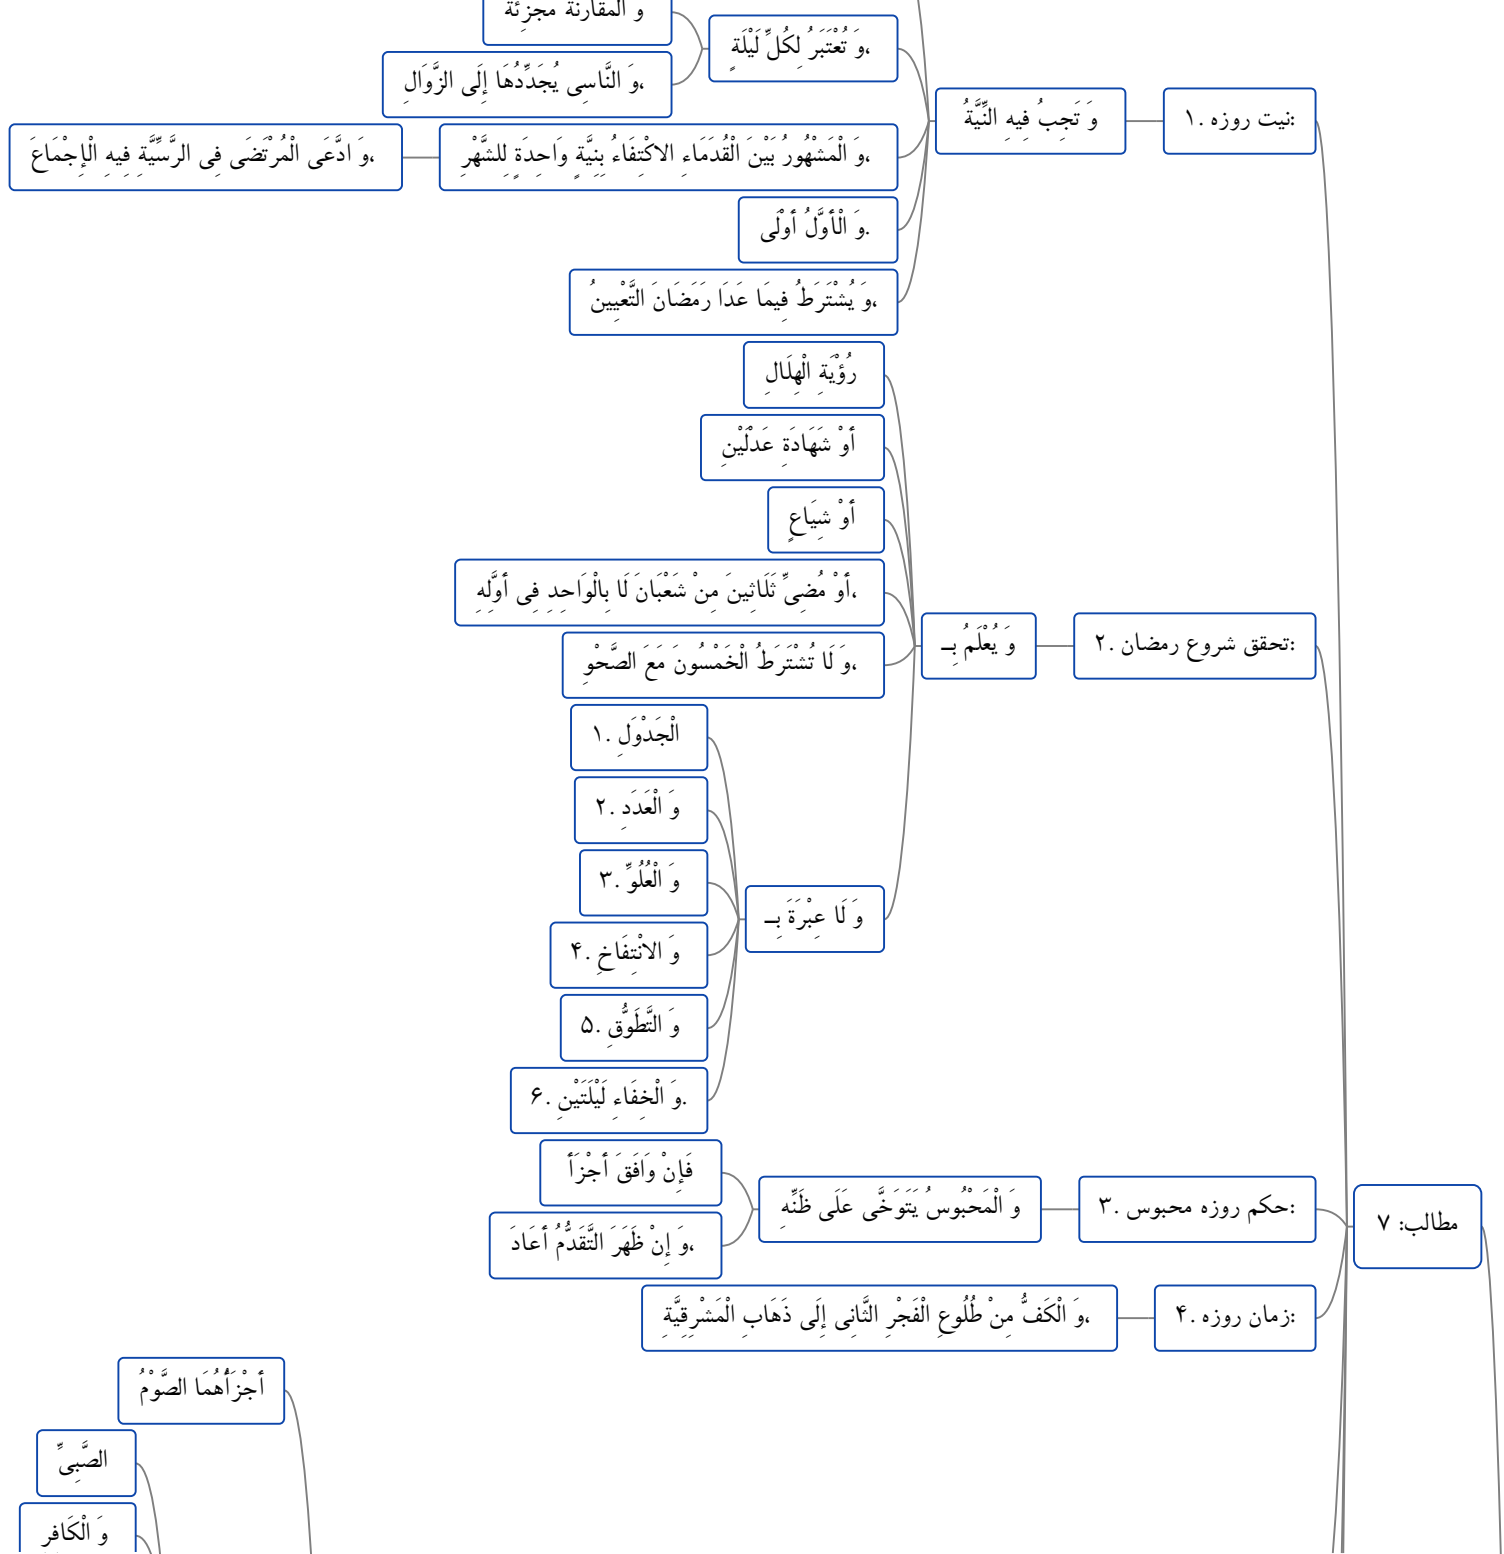 مطالب: ۷
۱. نیت روزه:
وَ تَجِبُ فِيهِ النِّيَّةُ
وَ تُعْتَبَرُ لِكُلِّ لَيْلَةٍ،
وَ الْمُقَارَنَةُ مُجْزِئَةٌ
وَ النَّاسِی يُجَدِّدُهَا إِلَى الزَّوَالِ،
وَ الْمَشْهُورُ بَيْنَ الْقُدَمَاءِ الاكْتِفَاءُ بِنِيَّةٍ وَاحِدَةٍ لِلشَّهْرِ،
وَ ادَّعَى الْمُرْتَضَى فِی الرَّسِّيَّةِ فِيهِ الْإِجْمَاعَ،
وَ الْأَوَّلُ أَوْلَى.
وَ يُشْتَرَطُ فِيمَا عَدَا رَمَضَانَ التَّعْيِينُ،
۲. تحقق شروع رمضان:
وَ يُعْلَمُ بِـ
رُؤْيَةِ الْهِلَالِ
أَوْ شَهَادَةِ عَدْلَيْنِ
أَوْ شِيَاعٍ
أَوْ مُضِیِّ ثَلَاثِينَ مِنْ شَعْبَانَ لَا بِالْوَاحِدِ فِی أَوَّلِهِ،
وَ لَا تُشْتَرَطُ الْخَمْسُونَ مَعَ الصَّحْوِ،
وَ لَا عِبْرَةَ بِـ
۱. الْجَدْوَلِ
۲. وَ الْعَدَدِ
۳. وَ الْعُلُوِّ
۴. وَ الانْتِفَاخِ
۵. وَ التَّطَوُّقِ
۶. وَ الْخِفَاءِ لَيْلَتَيْنِ.
۳. حکم روزه محبوس:
وَ الْمَحْبُوسُ يَتَوَخَّى عَلَى ظَنِّهِ
فَإِنْ وَافَقَ أَجْزَأَ
وَ إِنْ ظَهَرَ التَّقَدُّمُ أَعَادَ،
۴. زمان روزه:
وَ الْكَفُّ مِنْ طُلُوعِ الْفَجْرِ الثَّانِی إِلَى ذَهَابِ الْمَشْرِقِيَّةِ،
أَجْزَأَهُمَا الصَّوْمُ
الصَّبِیِّ
وَ الْكَافِرِ